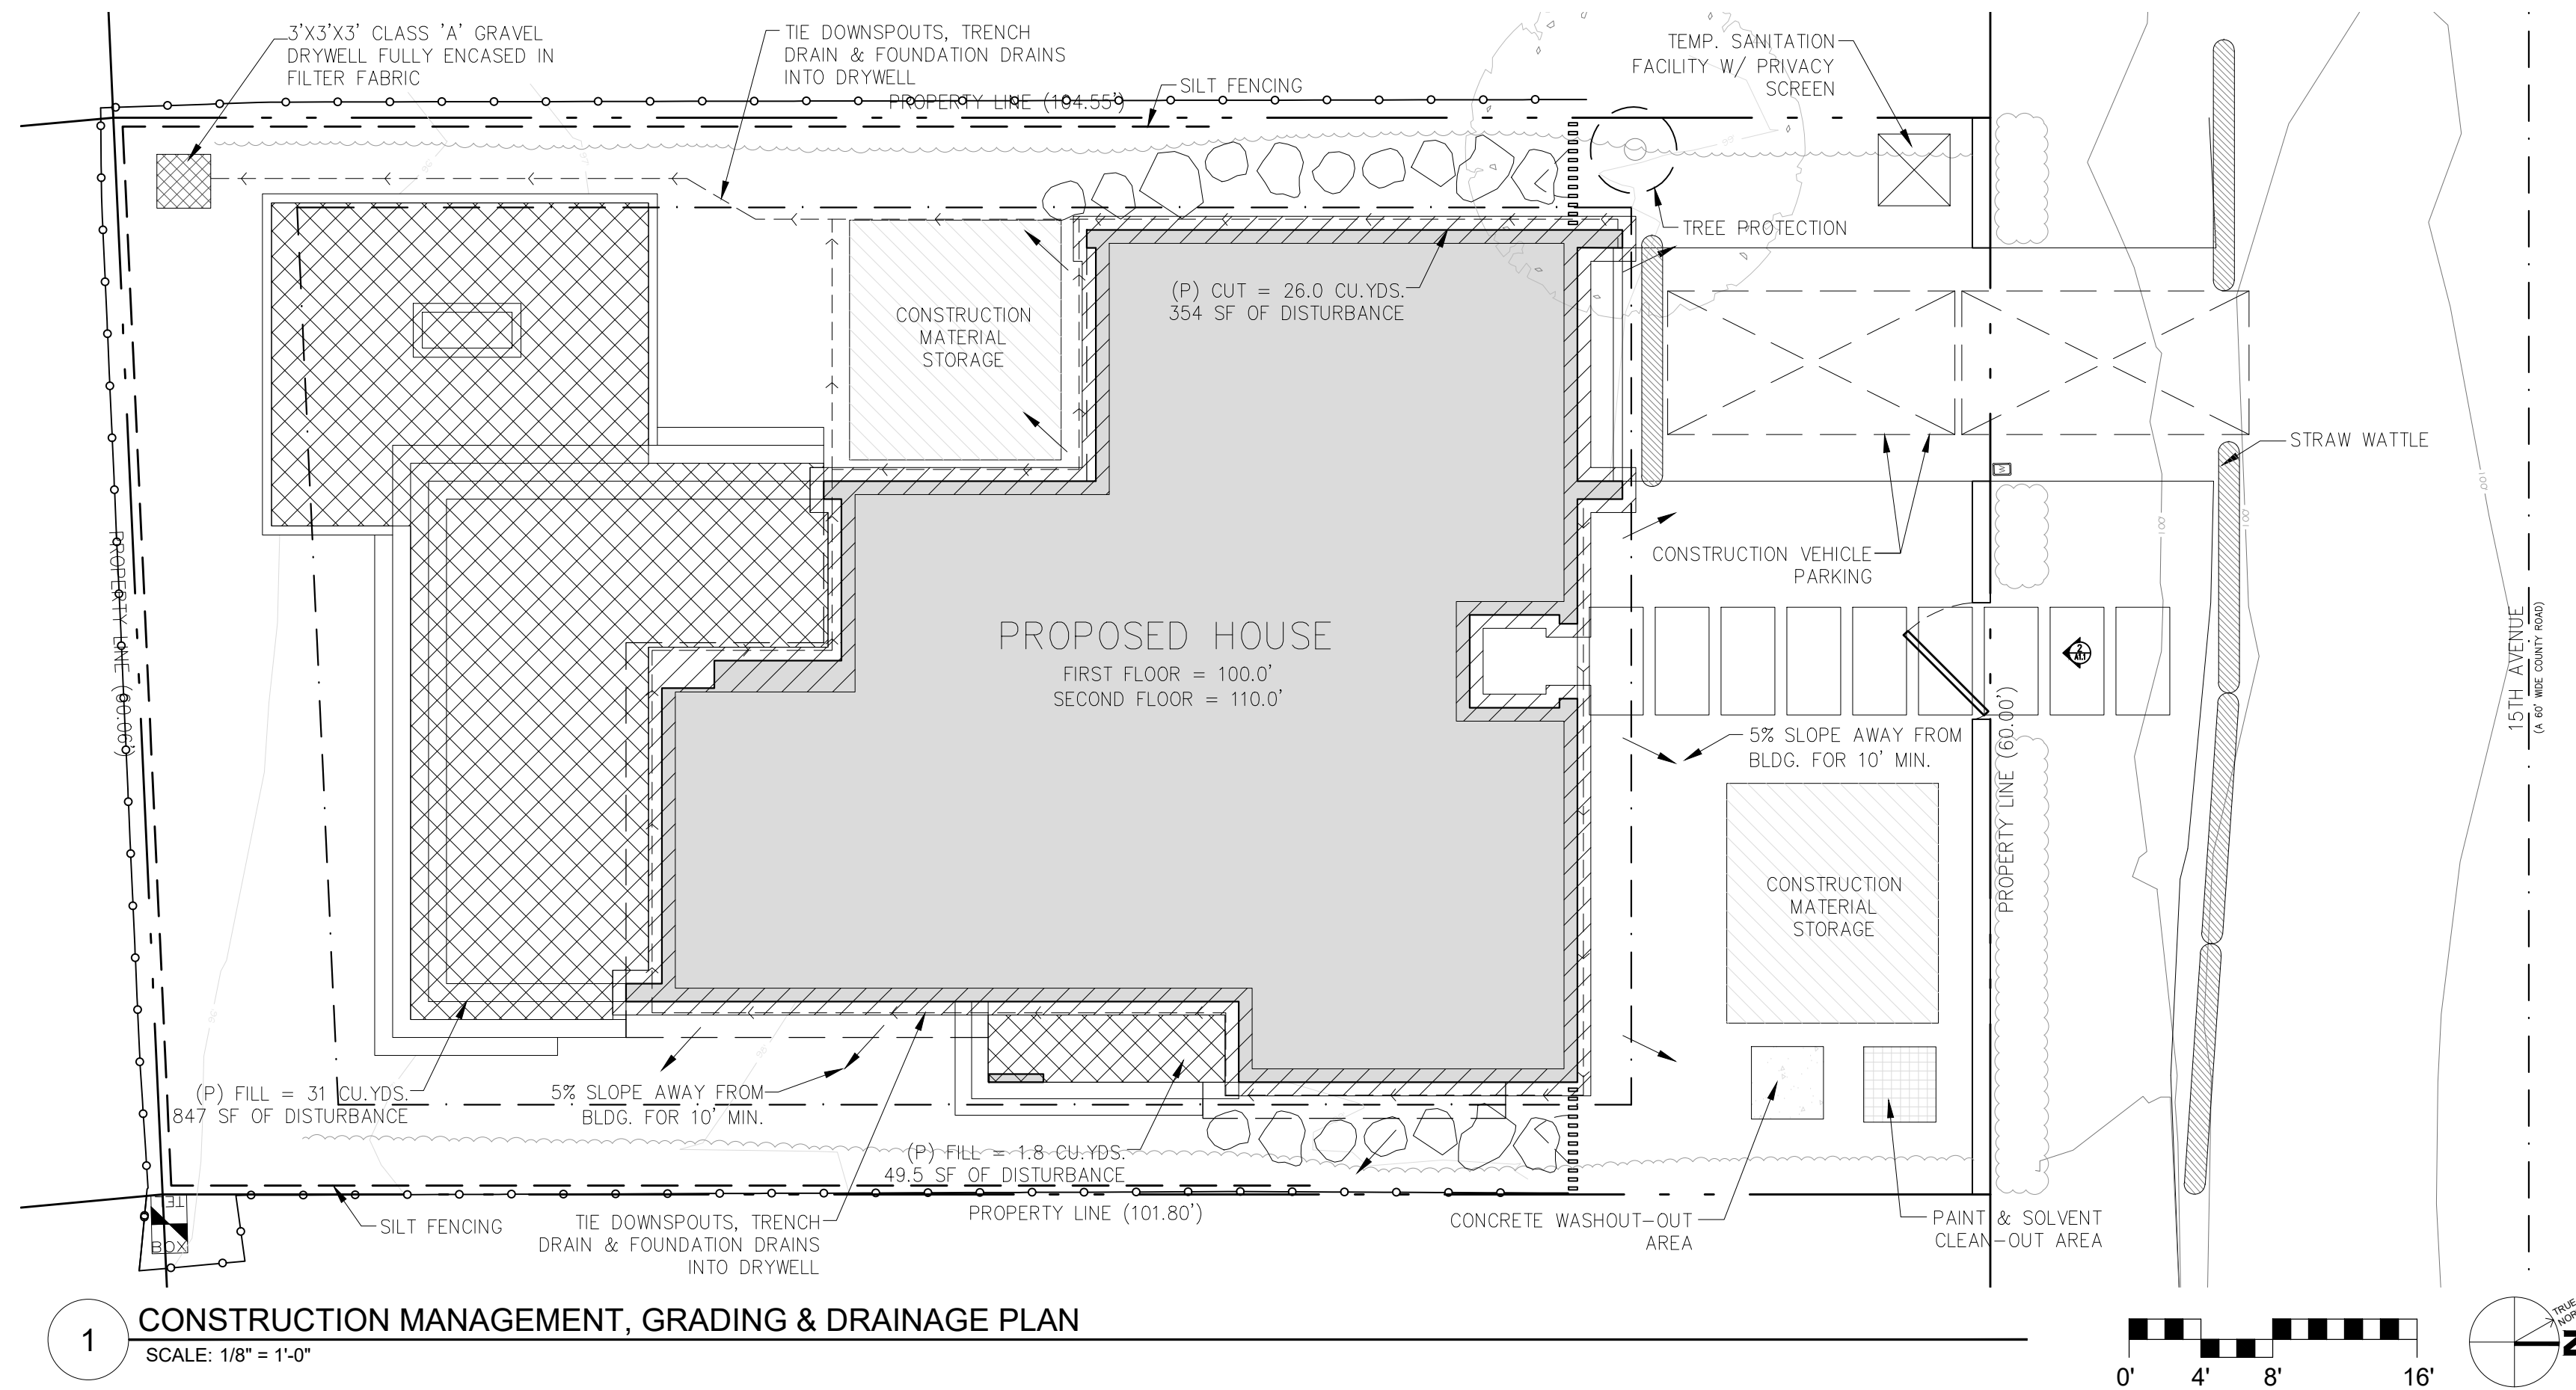 3'X3'X3' CLASS 'A' GRAVEL
DRYWELL FULLY ENCASED IN
FILTER FABRIC
TIE DOWNSPOUTS, TRENCH
DRAIN & FOUNDATION DRAINS
INTO DRYWELL
SILT FENCING
PROPERTY LINE (104.55')
TEMP. SANITATION
FACILITY W/ PRIVACY
SCREEN
TREE PROTECTION
(P) CUT = 26.0 CU.YDS.
354 SF OF DISTURBANCE
CONSTRUCTION
MATERIAL
STORAGE
STRAW WATTLE
CONSTRUCTION VEHICLE
PARKING
PROPERTY LINE (60.06')
PROPOSED HOUSE
FIRST FLOOR = 100.0'
SECOND FLOOR = 110.0'
W
100'
100'
100'
2
A1.1
15TH AVENUE
(A 60' WIDE COUNTY ROAD)
PROPERTY LINE (60.00')
5% SLOPE AWAY FROM
BLDG. FOR 10' MIN.
CONSTRUCTION
MATERIAL
STORAGE
(P) FILL = 31 CU.YDS.
847 SF OF DISTURBANCE
5% SLOPE AWAY FROM
BLDG. FOR 10' MIN.
(P) FILL = 1.8 CU.YDS.
49.5 SF OF DISTURBANCE
SILT FENCING
TIE DOWNSPOUTS, TRENCH
DRAIN & FOUNDATION DRAINS
INTO DRYWELL
PROPERTY LINE (101.80')
CONCRETE WASHOUT-OUT
AREA
PAINT & SOLVENT
CLEAN-OUT AREA
BOX
1
CONSTRUCTION MANAGEMENT, GRADING & DRAINAGE PLAN
SCALE: 1/8" = 1'-0"
0' 4' 8' 16'
TRUE
N